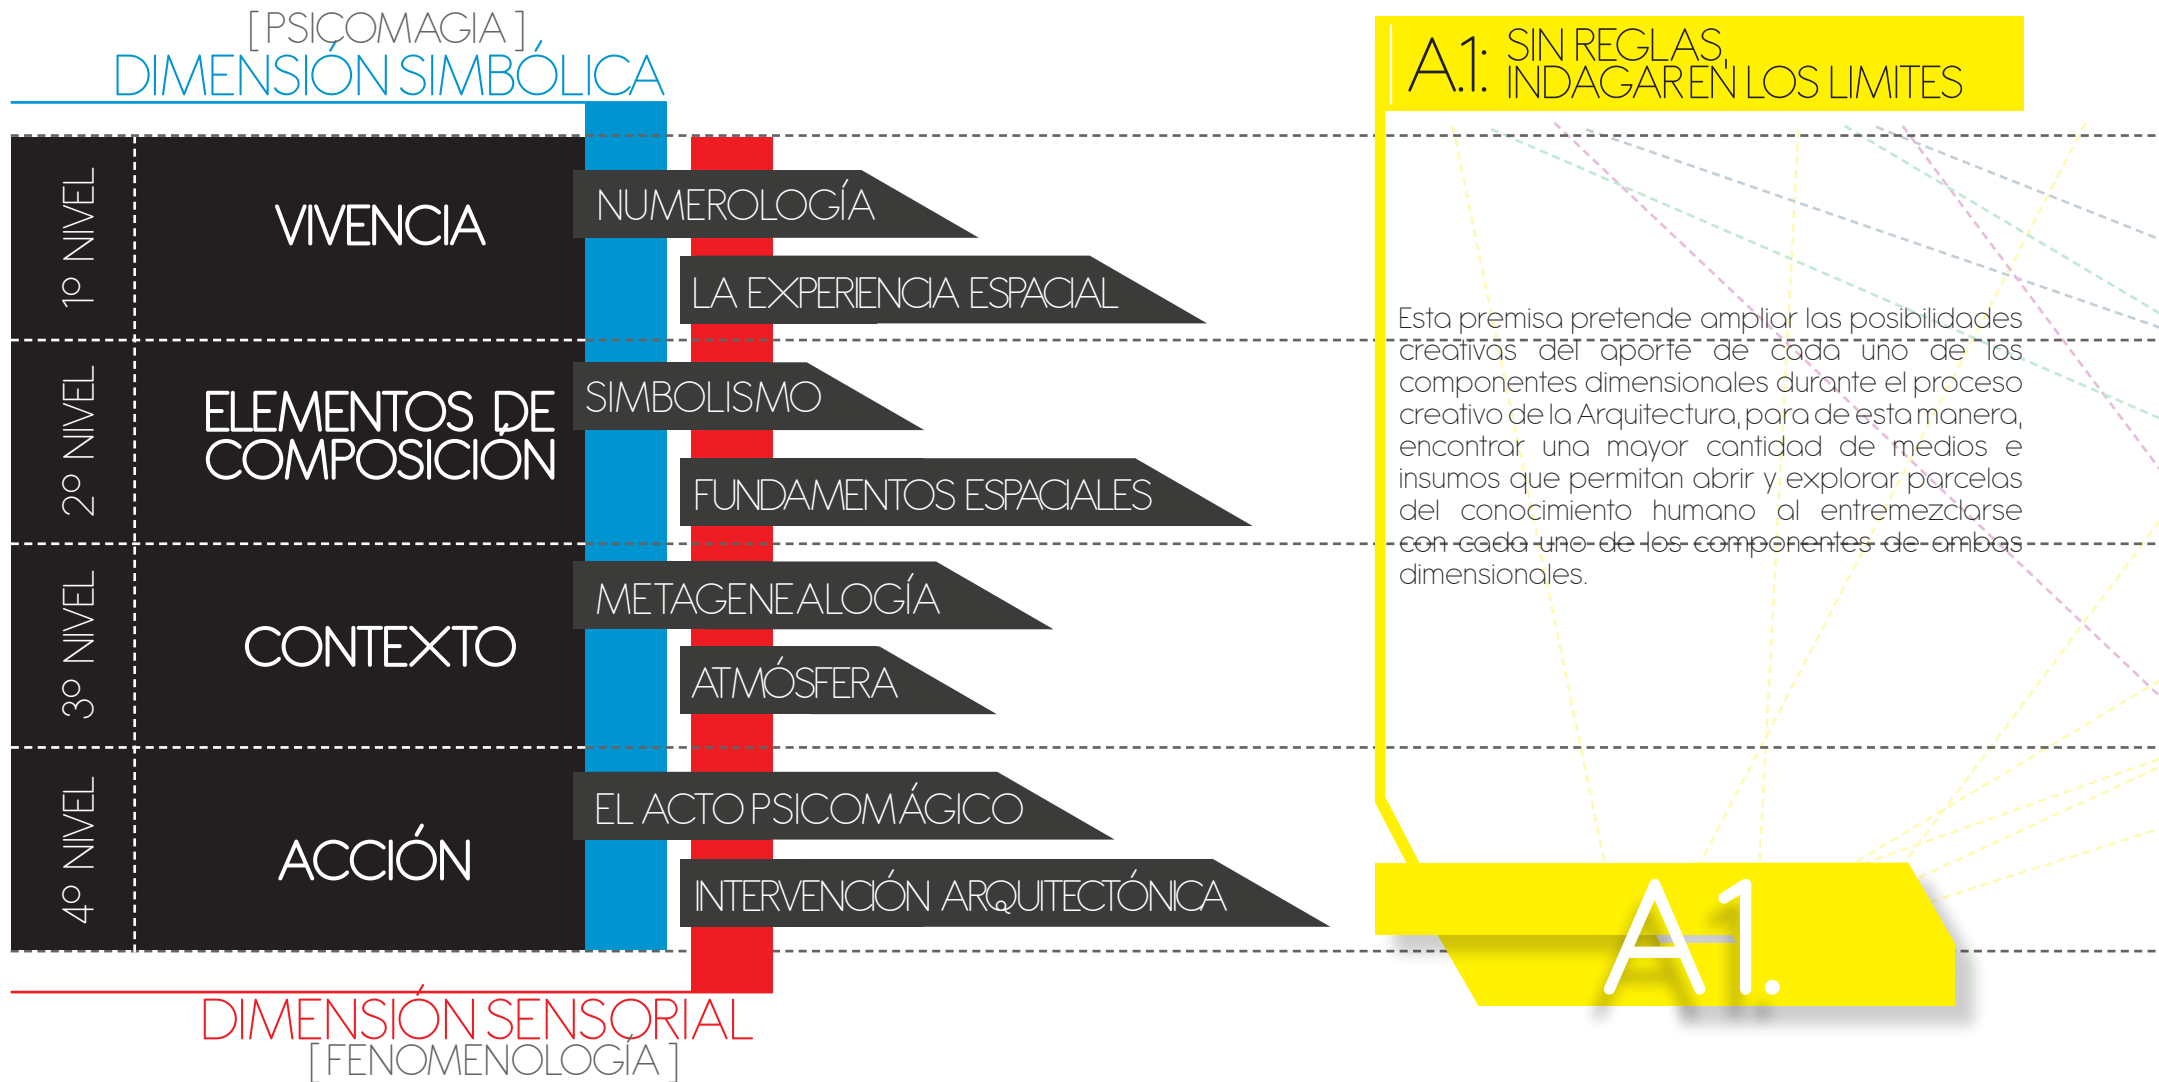 [ PSICOMAGIA ]
DIMENSIÓN SIMBÓLICA
1º NIVEL
VIVENCIA
NUMEROLOGÍA
LA EXPERIENCIA ESPACIAL
2º NIVEL
ELEMENTOS DE
COMPOSICIÓN
SIMBOLISMO
FUNDAMENTOS ESPACIALES
3º NIVEL
CONTEXTO
METAGENEALOGÍA
ATMÓSFERA
4º NIVEL
ACCIÓN
EL ACTO PSICOMÁGICO
INTERVENCIÓN ARQUITECTÓNICA
DIMENSIÓN SENSORIAL
[ FENOMENOLOGÍA ]
A.1: SIN REGLAS,
INDAGAR EN LOS LIMITES
Esta premisa pretende ampliar las posibilidades
creativas del aporte de cada uno de los
componentes dimensionales durante el proceso
creativo de la Arquitectura, para de esta manera,
encontrar una mayor cantidad de medios e
insumos que permitan abrir y explorar parcelas
del conocimiento humano al entremezclarse
con cada uno de los componentes de ambas
dimensionales.
A1.